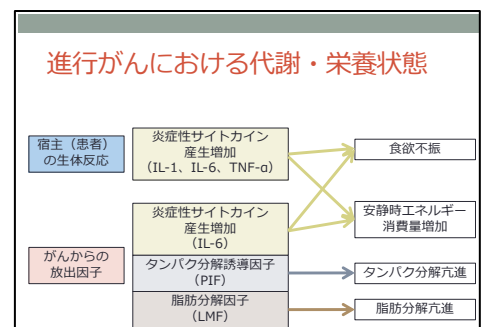 進行がんにおける代謝・栄養状態
宿主（患者）
の生体反応
炎症性サイトカイン
産生増加
（IL-1、IL-6、TNF-α）
食欲不振
炎症性サイトカイン
産生増加
（IL-6）
安静時エネルギー
消費量増加
がんからの
放出因子
タンパク分解誘導因子
（PIF）
タンパク分解亢進
脂肪分解因子
（LMF）
脂肪分解亢進